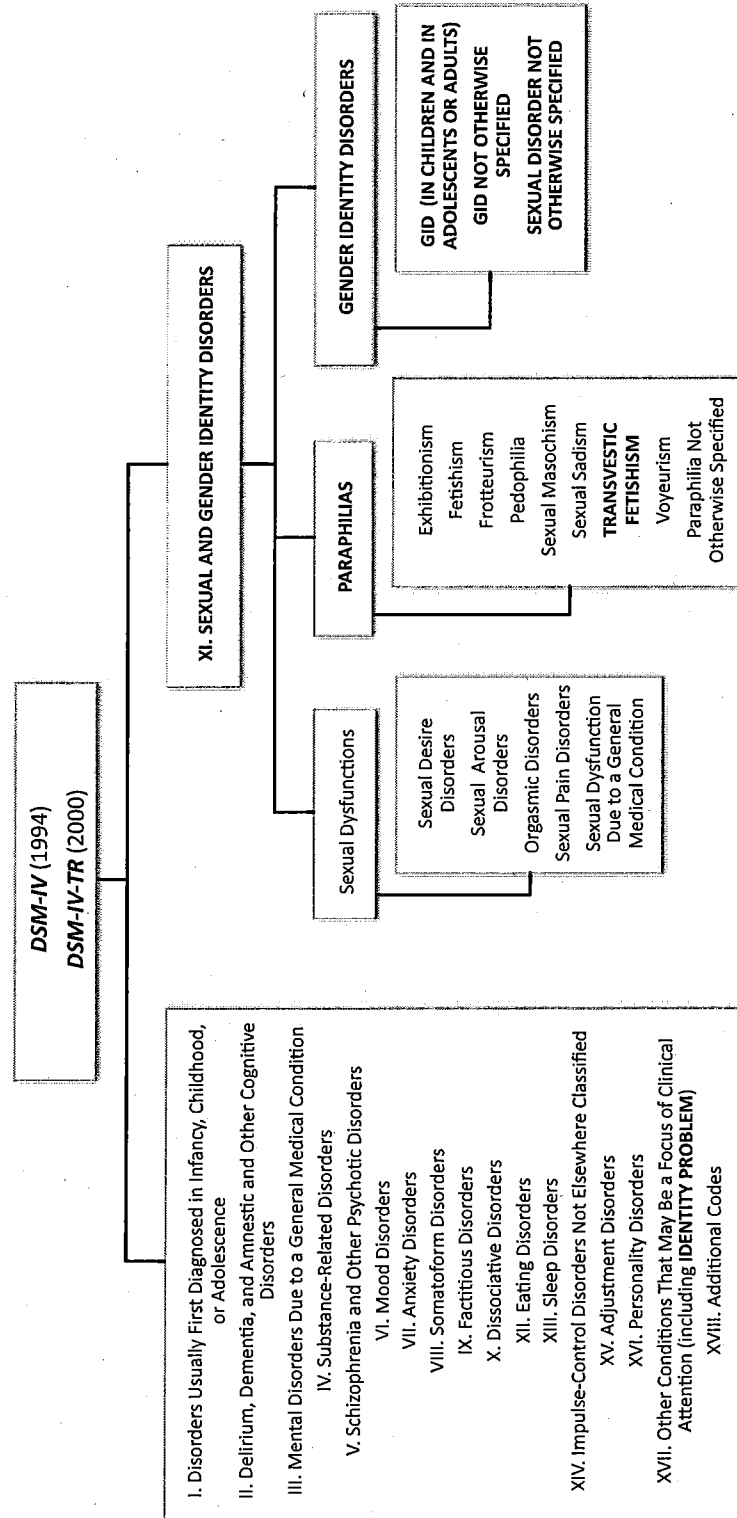 DSM-IV (1994)
DSM-IV-TR (2000)
I. Disorders Usually First Diagnosed in Infancy, Childhood,
or Adolescence
II. Delirium, Dementia, and Amnestic and Other Cognitive
Disorders
III. Mental Disorders Due to a General Medical Condition
IV. Substance-Related Disorders
V. Schizophrenia and Other Psychotic Disorders
VI. Mood Disorders
VII. Anxiety Disorders
VIII. Somatoform Disorders
IX. Factitious Disorders
X. Dissociative Disorders
XII. Eating Disorders
XIII. Sleep Disorders
XIV. Impulse-Control Disorders Not Elsewhere Classified
XV. Adjustment Disorders
XVI. Personality Disorders
XVII. Other Conditions That May Be a Focus of Clinical
Attention (including IDENTITY PROBLEM)
XVIII. Additional Codes
XI. SEXUAL AND GENDER IDENTITY DISORDERS
Sexual Dysfunctions
Sexual Desire
Disorders
Sexual Arousal
Disorders
Orgasmic Disorders
Sexual Pain Disorders
Sexual Dysfunction
Due to a General
Medical Condition
PARAPHILIAS
Exhibitionism
Fetishism
Frotteurism
Pedophilia
Sexual Masochism
Sexual Sadism
TRANSVESTIC
FETISHISM
Voyeurism
Paraphilia Not
Otherwise Specified
GENDER IDENTITY DISORDERS
GID (IN CHILDREN AND IN
ADOLESCENTS OR ADULTS)
GID NOT OTHERWISE
SPECIFIED
SEXUAL DISORDER NOT
OTHERWISE SPECIFIED